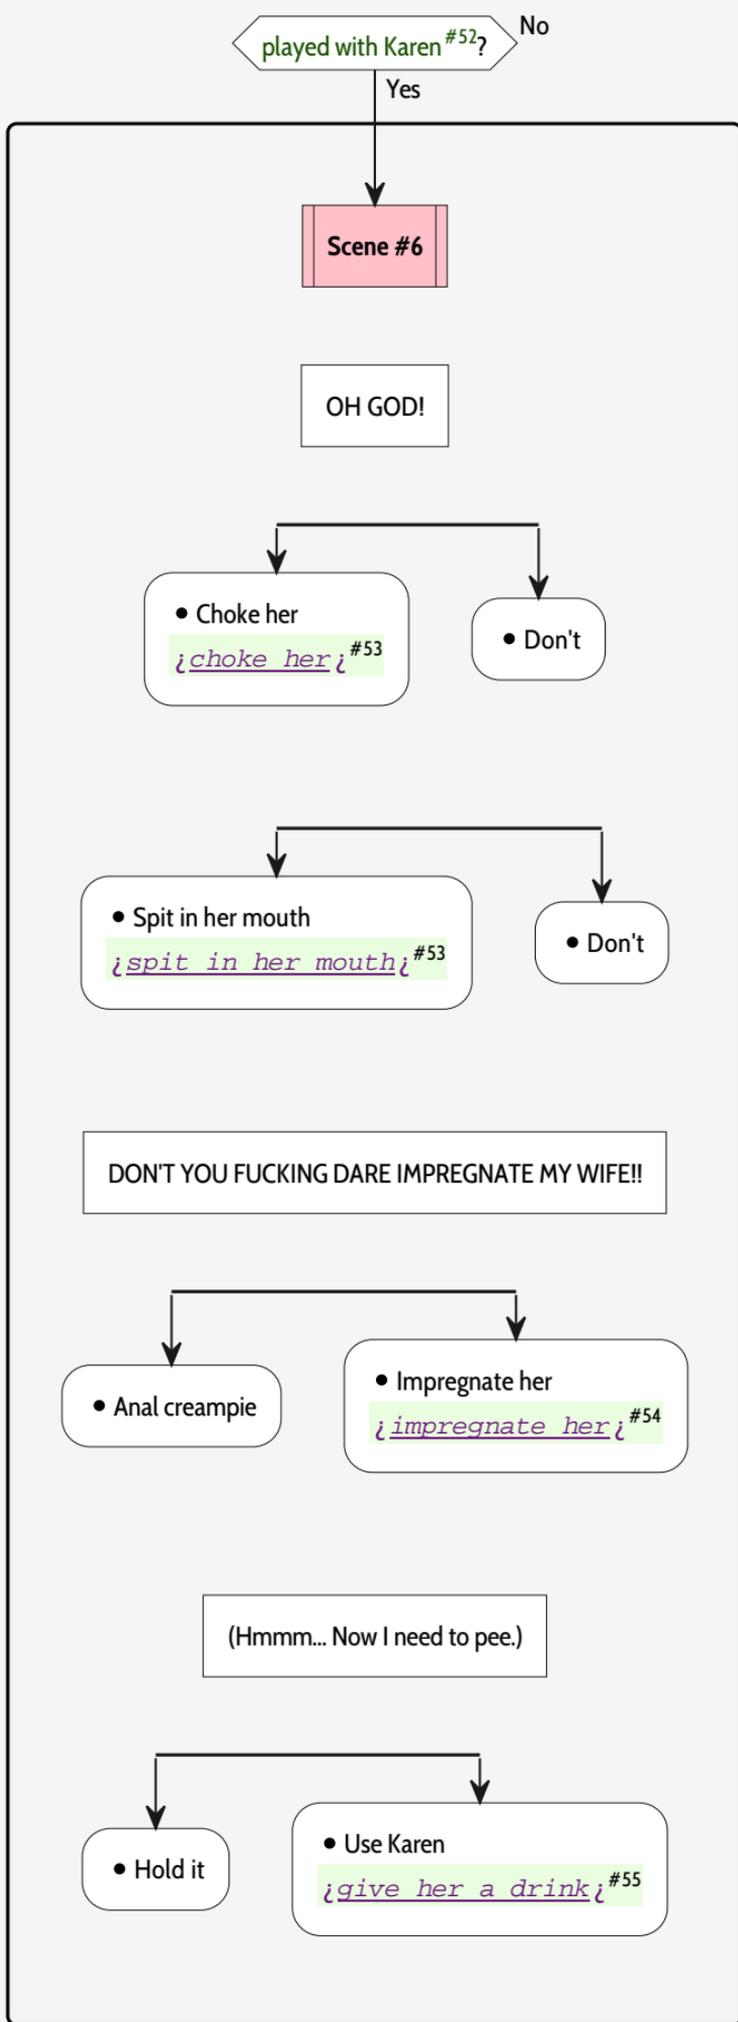 played with Karen #52?
No
Yes
Scene #6
OH GOD!
• Choke her
¿choke her¿#53
• Don't
• Spit in her mouth
¿spit in her mouth¿#53
• Don't
DON'T YOU FUCKING DARE IMPREGNATE MY WIFE!!
• Anal creampie
• Impregnate her
¿impregnate her¿#54
(Hmmm... Now I need to pee.)
• Hold it
• Use Karen
¿give her a drink¿#55